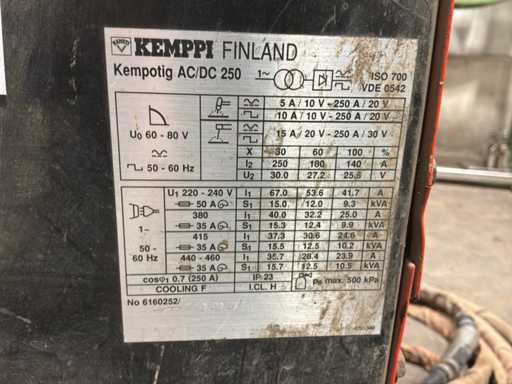 KEMPPI FINLAND
Kempotig AC/DC 250 1~ ISO 700
VDE 0542
5 A / 10 V - 250 A / 20 V
10 A / 10 V - 250 A / 20 V
U₀ 60 - 80 V
15 A / 20 V - 250 A / 30 V
X 30 60 100 %
50 - 60 Hz I₂ 250 180 140 A
U₂ 30.0 27.2 25.6 V
U₁ 220 - 240 V I₁ 67.0 53.6 41.7 A
50 A S₁ 15.0 12.0 9.3 kVA
380 I₁ 40.0 32.2 25.0 A
1~ 35 A S₁ 15.3 12.4 9.9 kVA
415 I₁ 37.3 30.6 24.6 A
50 - 60 Hz 35 A S₁ 15.5 12.5 10.2 kVA
440 - 460 I₁ 35.7 28.4 23.9 A
35 A S₁ 15.7 12.5 10.5 kVA
cosφ₁ 0.7 (250 A) IP 23 max. 500 kPa
COOLING F I.CL. H
No 6160252/